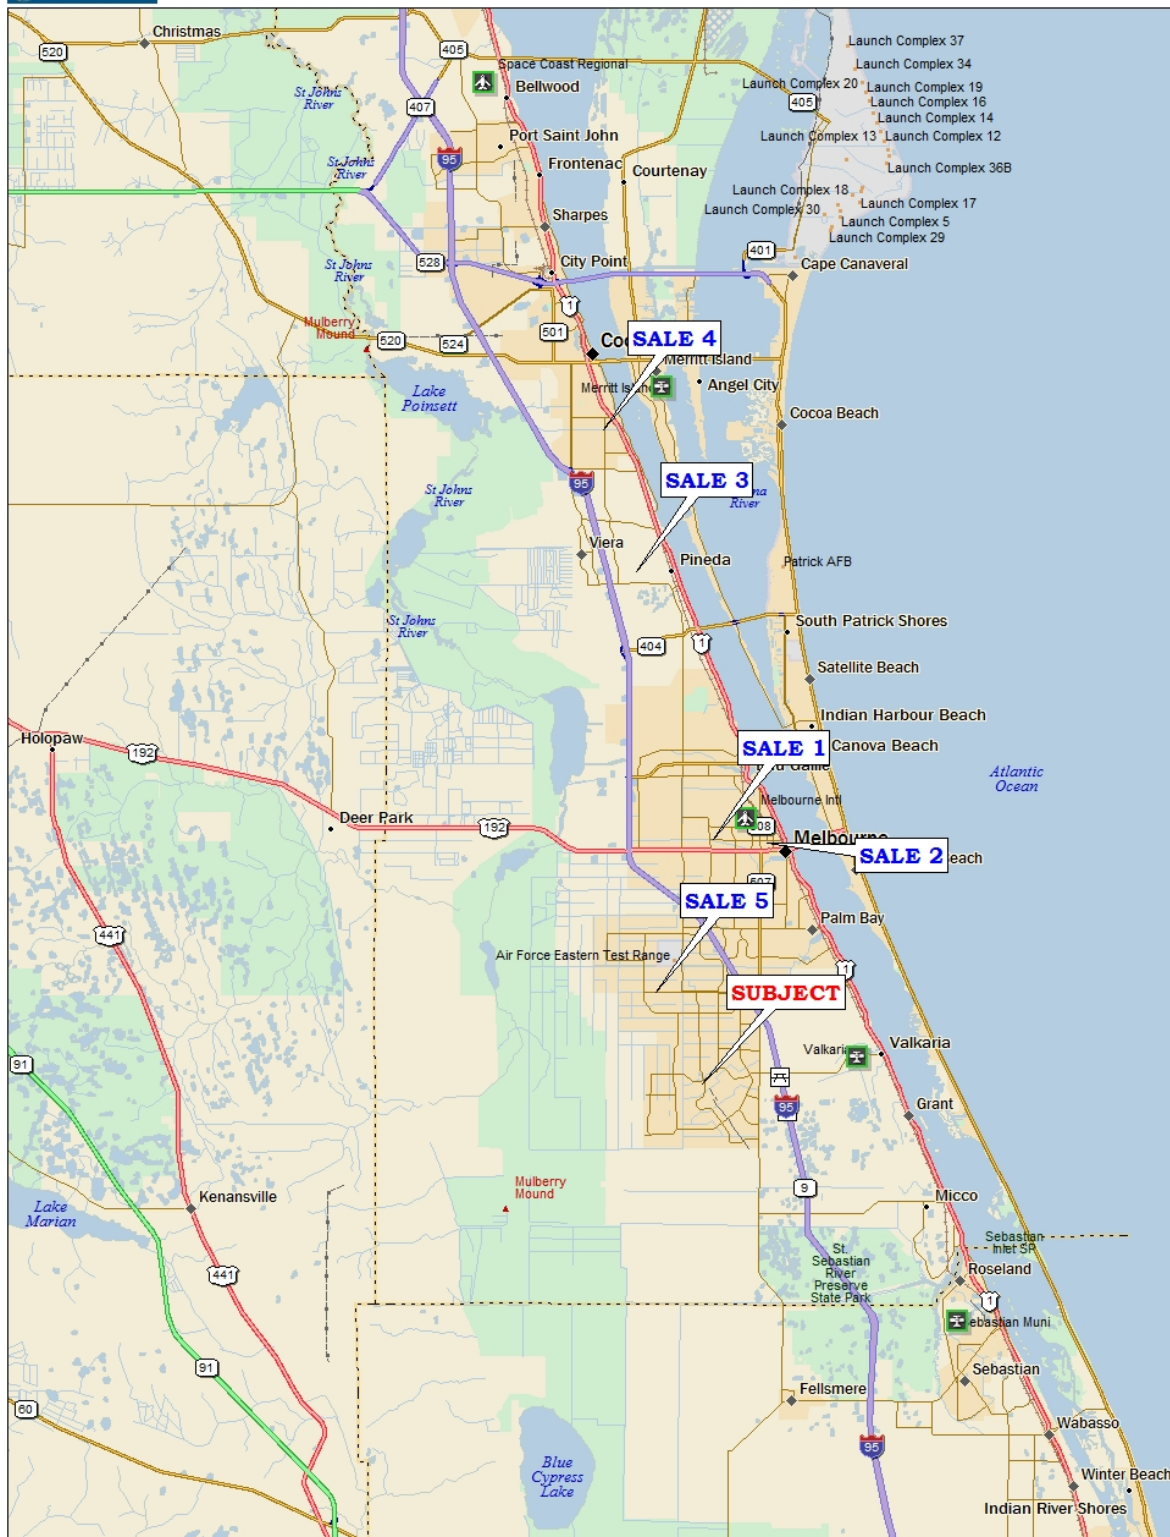 Christmas
520
405
Space Coast Regional
Bellwood
St Johns
River
407
Port Saint John
95
Frontenac
Courtenay
St Johns
River
Sharpes
Launch Complex 37
Launch Complex 34
Launch Complex 20
Launch Complex 19
405
Launch Complex 16
Launch Complex 14
Launch Complex 13
Launch Complex 12
Launch Complex 36B
Launch Complex 18
Launch Complex 17
Launch Complex 30
Launch Complex 5
Launch Complex 29
401
Cape Canaveral
St Johns
River
528
City Point
1
Mulberry
Mound
520
524
501
SALE 4
Merritt Island
Angel City
Lake
Poinsett
Cocoa Beach
St Johns
River
95
SALE 3
River
Viera
Pineda
Patrick AFB
St Johns
River
404
1
South Patrick Shores
Satellite Beach
Indian Harbour Beach
SALE 1
Canova Beach
Atlantic
Ocean
Holopaw
192
Deer Park
192
Melbourne Intl
Melbourne
SALE 2
SALE 5
Palm Bay
441
Air Force Eastern Test Range
1
SUBJECT
91
Valkaria
95
Grant
Mulberry
Mound
9
Micco
Kenansville
Lake
Marian
Sebastian
Inlet SP
St.
Sebastian
River
Preserve
State Park
Roseland
441
1
91
Sebastian
60
Fellsmere
Wabasso
95
Blue
Cypress
Lake
Winter Beach
Indian River Shores